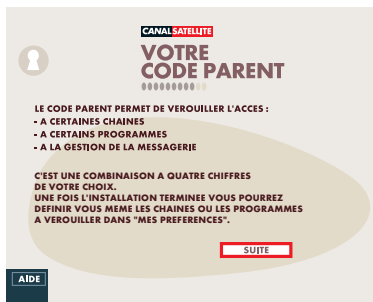 CANALSATELLITE
VOTRE
CODE PARENT
LE CODE PARENT PERMET DE VEROUILLER L'ACCES :
- A CERTAINES CHAINES
- A CERTAINS PROGRAMMES
- A LA GESTION DE LA MESSAGERIE
C'EST UNE COMBINAISON A QUATRE CHIFFRES
DE VOTRE CHOIX.
UNE FOIS L'INSTALLATION TERMINEE VOUS POURREZ
DEFINIR VOUS MEME LES CHAINES OU LES PROGRAMMES
A VEROUILLER DANS "MES PREFERENCES".
SUITE
AIDE